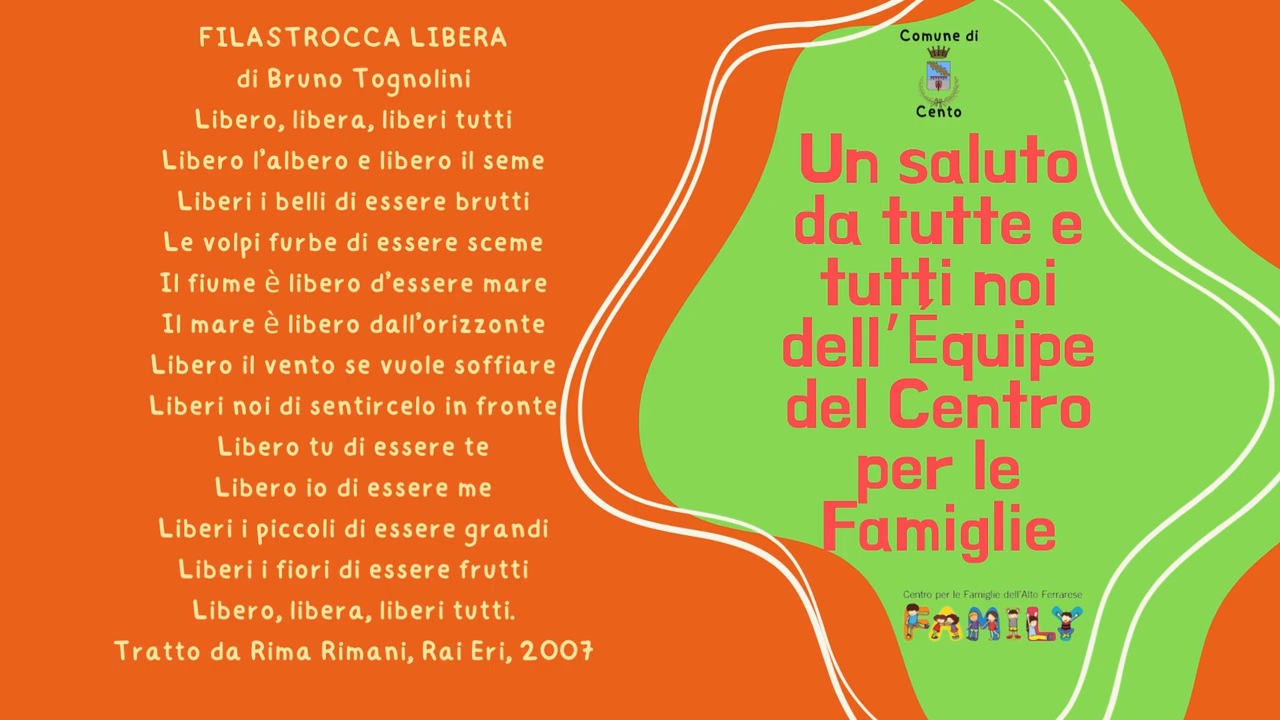 FILASTROCCA LIBERA
di Bruno Tognolini
Libero, libera, liberi tutti
Libero l'albero e libero il seme
Liberi i belli di essere brutti
Le volpi furbe di essere sceme
Il fiume è libero d'essere mare
Il mare è libero dall'orizzonte
Libero il vento se vuole soffiare
Liberi noi di sentircelo in fronte
Libero tu di essere te
Libero io di essere me
Liberi i piccoli di essere grandi
Liberi i fiori di essere frutti
Libero, libera, liberi tutti.
Tratto da Rima Rimani, Rai Eri, 2007
Comune di
Cento
Un saluto
da tutte e
tutti noi
dell'Équipe
del Centro
per le
Famiglie
Centro per le Famiglie dell'Alto Ferrarese
FAMILY